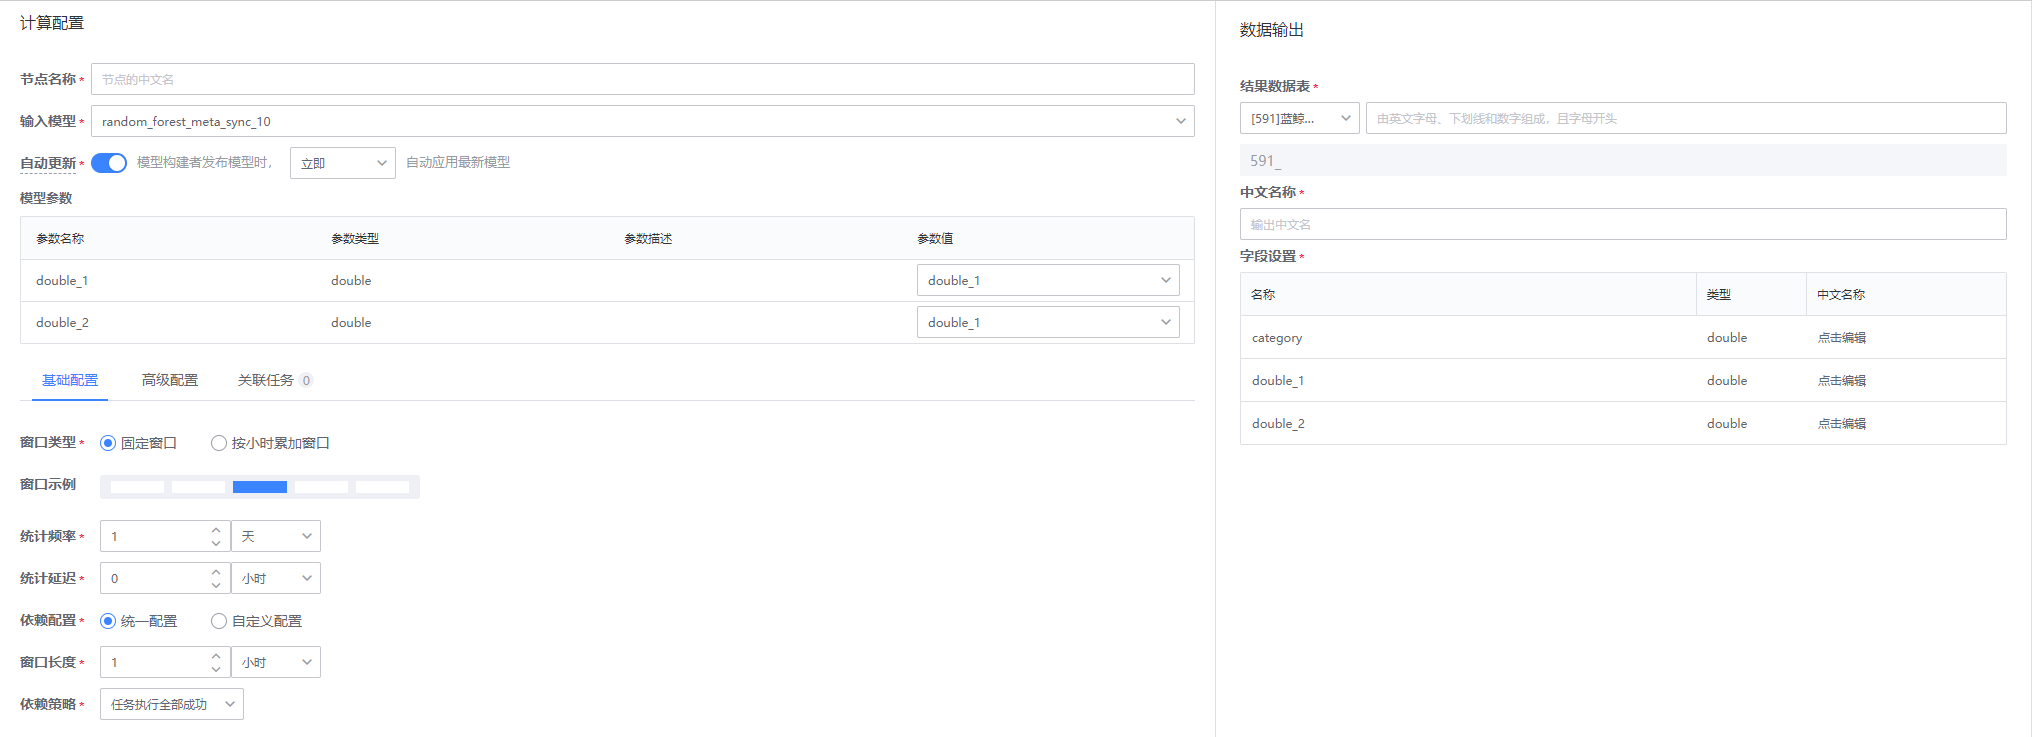 计算配置
节点名称 *
节点的中文名
输入模型 *
random_forest_meta_sync_10
自动更新 *
模型构建者发布模型时，
立即
自动应用最新模型
模型参数
参数名称 参数类型 参数描述 参数值
double_1 double double_1
double_2 double double_1
基础配置 高级配置 关联任务 0
窗口类型 * 固定窗口 按小时累加窗口
窗口示例
统计频率 * 1 天
统计延迟 * 0 小时
依赖配置 * 统一配置 自定义配置
窗口长度 * 1 小时
依赖策略 * 任务执行全部成功
数据输出
结果数据表 *
[591]蓝鲸... 由英文字母、下划线和数字组成，且字母开头
591_
中文名称 *
输出中文名
字段设置 *
名称 类型 中文名称
category double 点击编辑
double_1 double 点击编辑
double_2 double 点击编辑